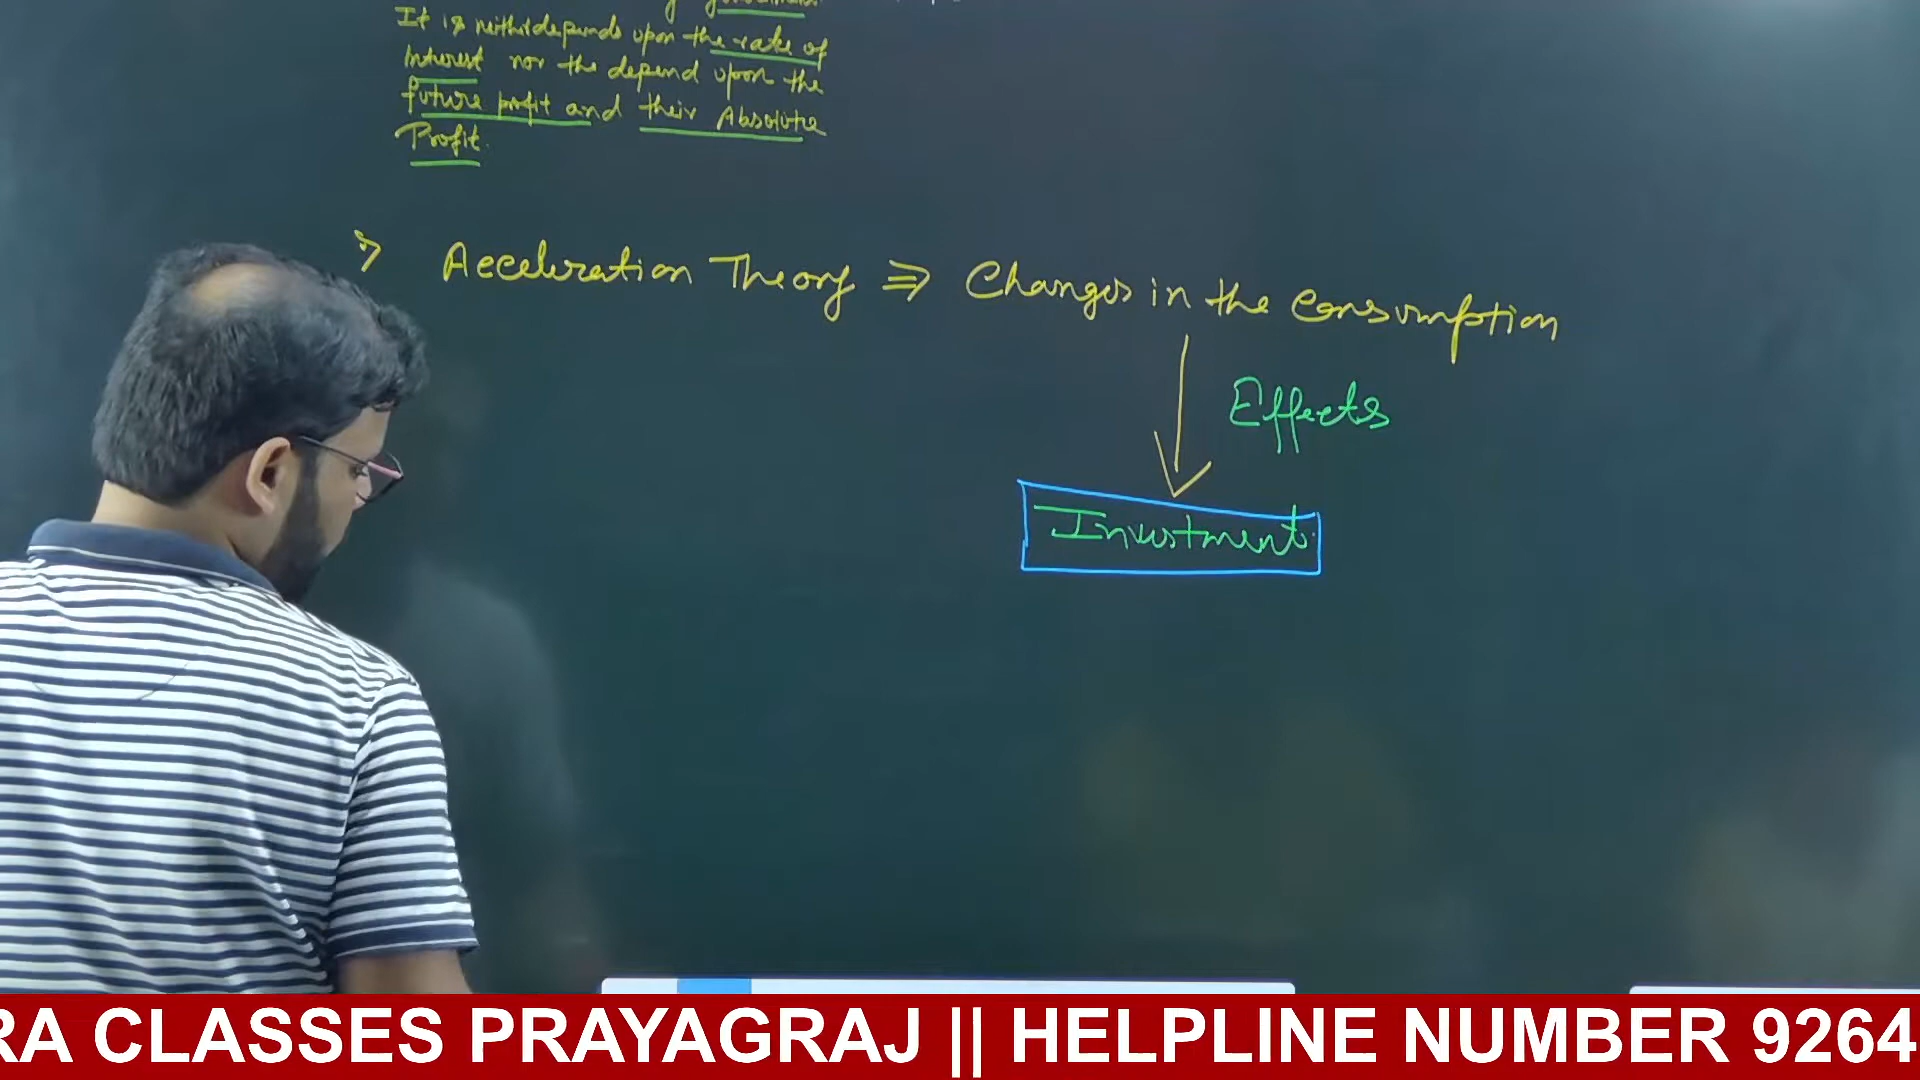 It is neither depends upon the rate of
Interest nor the depend upon the
future profit and their Absolute
Profit.
Acceleration Theory ⇒ Changes in the Consumption
Effects
Investment
RA CLASSES PRAYAGRAJ || HELPLINE NUMBER 9264